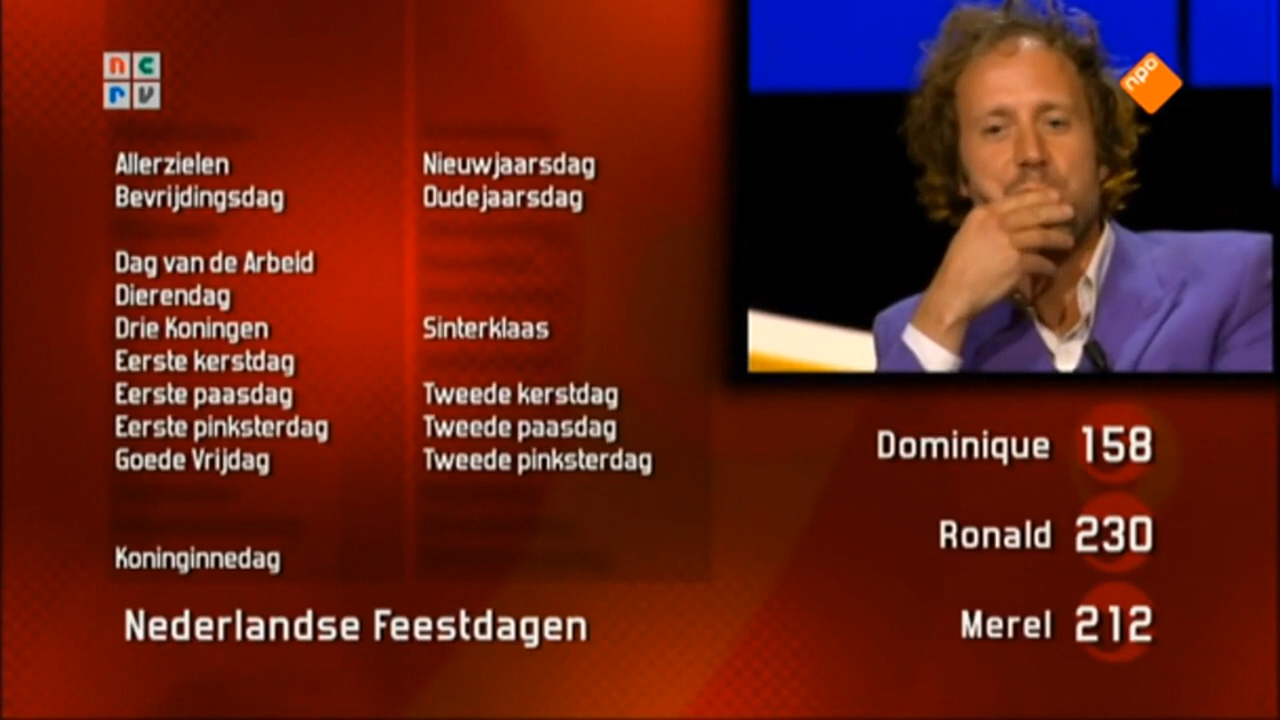 n c
r v
npo
Allerzielen
Bevrijdingsdag
Dag van de Arbeid
Dierendag
Drie Koningen
Eerste kerstdag
Eerste paasdag
Eerste pinksterdag
Goede Vrijdag
Koninginnedag
Nieuwjaarsdag
Oudejaarsdag
Sinterklaas
Tweede kerstdag
Tweede paasdag
Tweede pinksterdag
Nederlandse Feestdagen
Dominique 158
Ronald 230
Merel 212